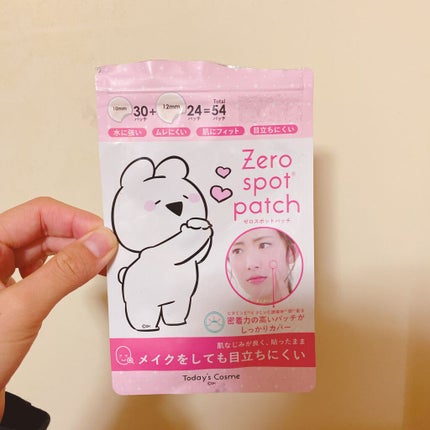 10mm 30+ 12mm 24=54
パッチ パッチ Total パッチ
水に強い ムレにくい 肌にフィット 目立ちにくい
Zero
spot®
patch
ゼロスポットパッチ
密着力の高いパッチが
しっかりカバー
肌なじみが良く、貼ったまま
メイクをしても目立ちにくい
Today's Cosme